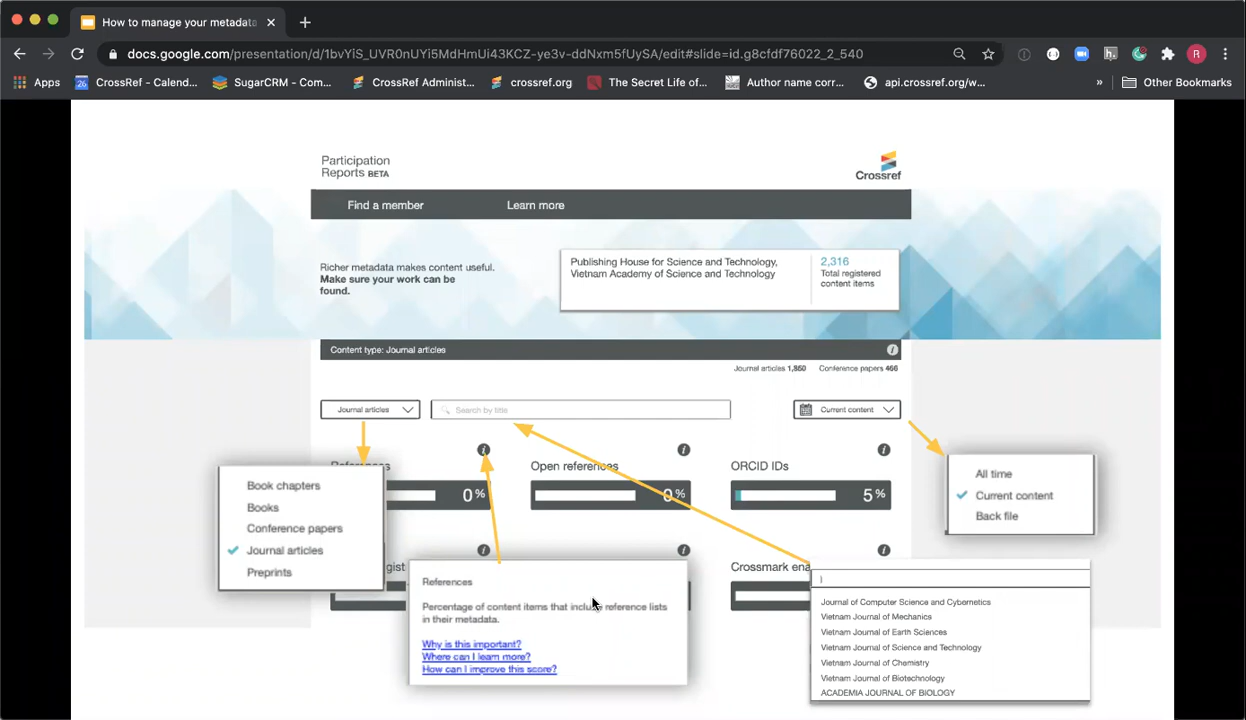 How to manage your metadata
docs.google.com/presentation/d/1bvYiS_UVR0nUYi5MdHmUi43KCZ-ye3v-ddNxm5fUySA/edit#slide=id.g8cfdf76022_2_540
R
Apps
26
CrossRef - Calend...
SugarCRM - Com...
CrossRef Administ...
crossref.org
The Secret Life of...
Author name corr...
api.crossref.org/w...
»
Other Bookmarks
Participation
Reports BETA
Crossref
Find a member
Learn more
Richer metadata makes content useful.
Make sure your work can be
found.
Publishing House for Science and Technology,
Vietnam Academy of Science and Technology
2,316
Total registered
content items
Content type: Journal articles
Journal articles 1,850
Conference papers 466
Journal articles
Search by title
Current content
References
0%
Open references
0%
ORCID IDs
5%
Book chapters
Books
Conference papers
Journal articles
Preprints
All time
Current content
Back file
gist
Crossmark ena
References
Percentage of content items that include reference lists
in their metadata.
Why is this important?
Where can I learn more?
How can I improve this score?
Journal of Computer Science and Cybernetics
Vietnam Journal of Mechanics
Vietnam Journal of Earth Sciences
Vietnam Journal of Science and Technology
Vietnam Journal of Chemistry
Vietnam Journal of Biotechnology
ACADEMIA JOURNAL OF BIOLOGY